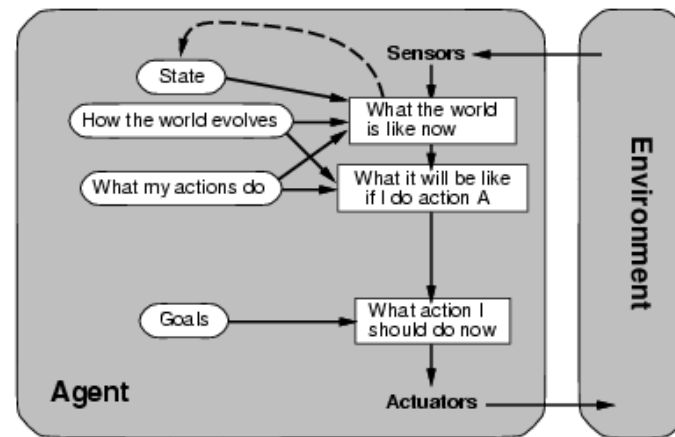 Sensors
State
What the world
is like now
How the world evolves
What it will be like
if I do action A
What my actions do
Goals
What action I
should do now
Agent
Actuators
Environment